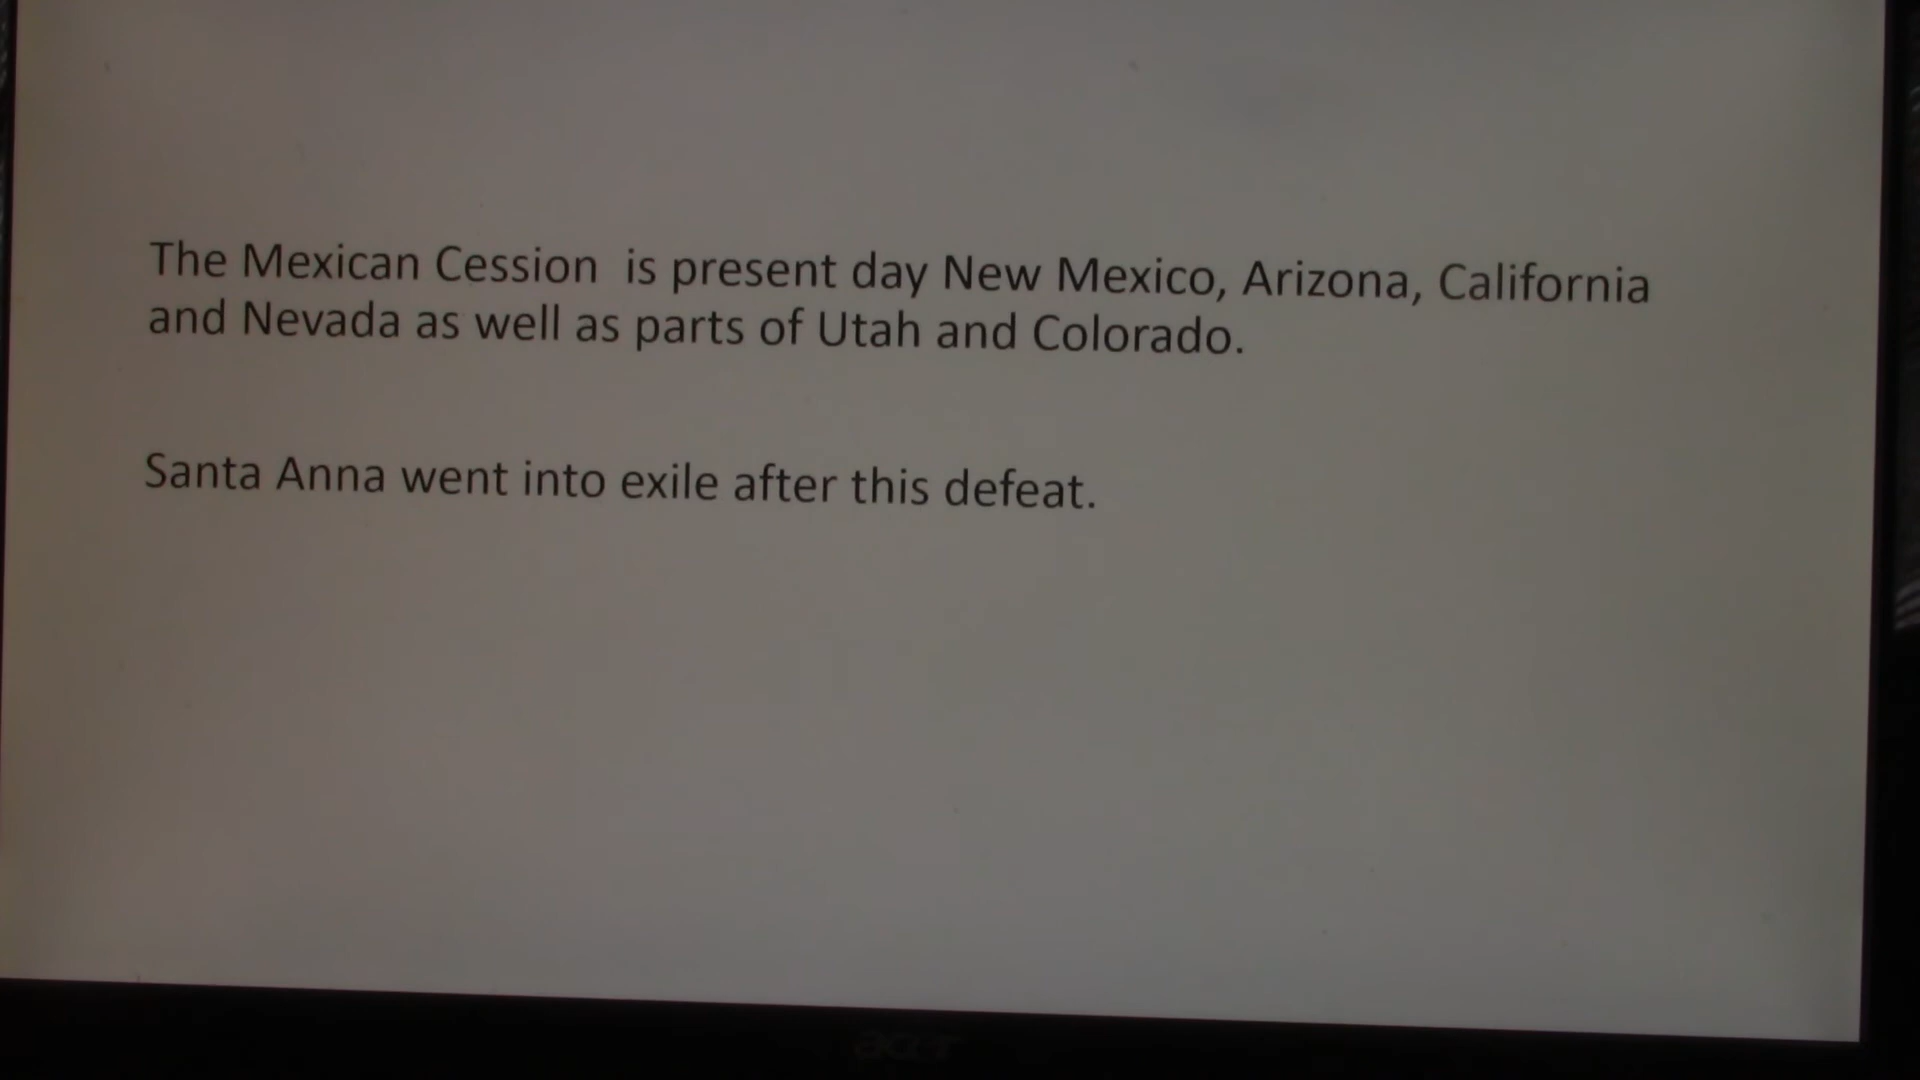 The Mexican Cession  is present day New Mexico, Arizona, California
and Nevada as well as parts of Utah and Colorado.
Santa Anna went into exile after this defeat.
acer